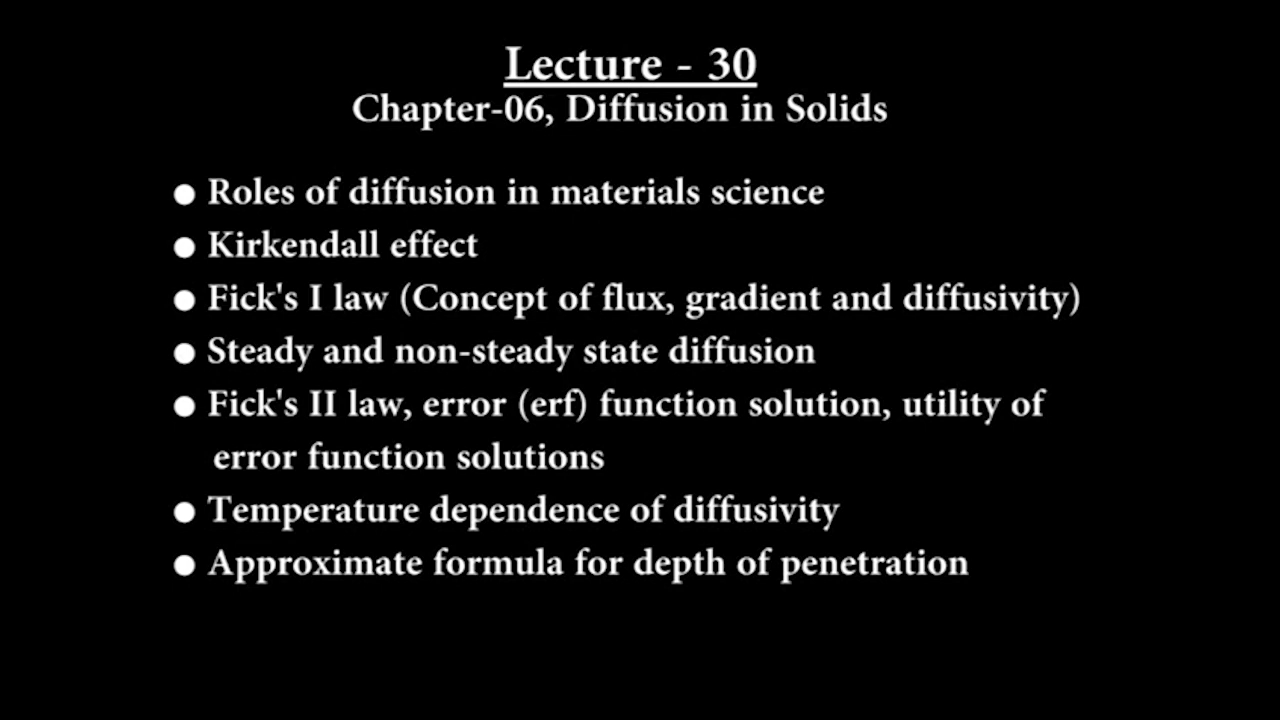 Lecture - 30
Chapter-06, Diffusion in Solids
● Roles of diffusion in materials science
● Kirkendall effect
● Fick's I law (Concept of flux, gradient and diffusivity)
● Steady and non-steady state diffusion
● Fick's II law, error (erf) function solution, utility of
error function solutions
● Temperature dependence of diffusivity
● Approximate formula for depth of penetration